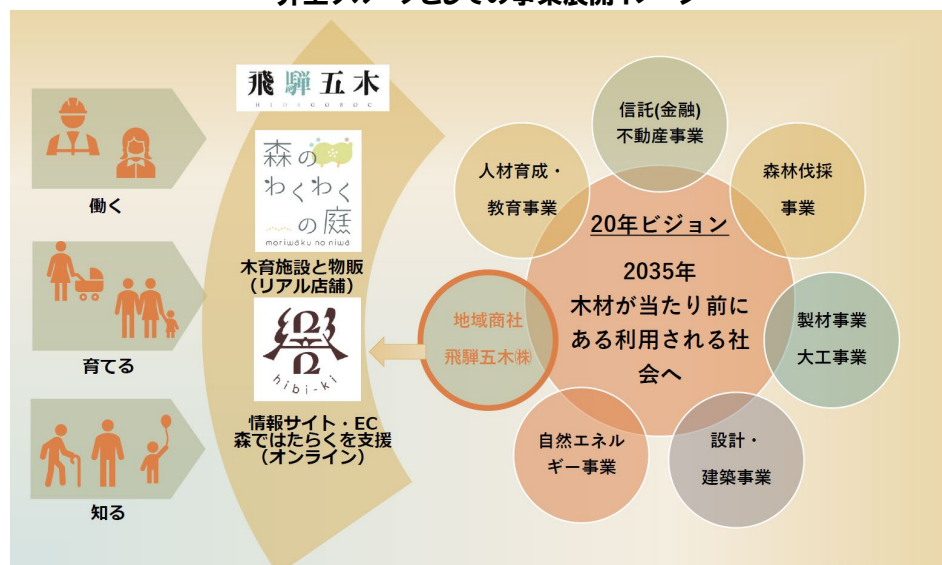 働く
育てる
知る
飛騨五木
HIDAGOBOC
森の
わくわく
の庭
moriwaku no niwa
木育施設と物販
（リアル店舗）
hibi-ki
情報サイト・EC
森ではたらくを支援
（オンライン）
地域商社
飛騨五木㈱
20年ビジョン
2035年
木材が当たり前に
ある利用される社
会へ
信託(金融)
不動産事業
森林伐採
事業
製材事業
大工事業
設計・
建築事業
自然エネル
ギー事業
人材育成・
教育事業